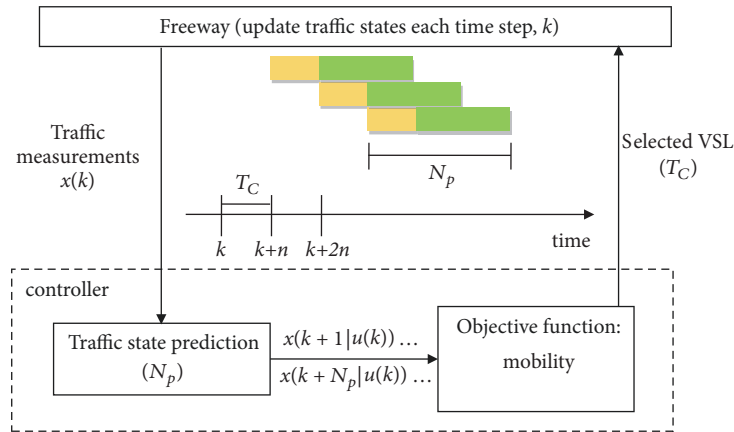 Freeway (update traffic states each time step, k)
Traffic
measurements
x(k)
Selected VSL
(T_C)
N_p
T_C
k
k+n
k+2n
time
controller
Traffic state prediction
(N_p)
x(k + 1|u(k)) …
x(k + N_p|u(k)) …
Objective function:
mobility